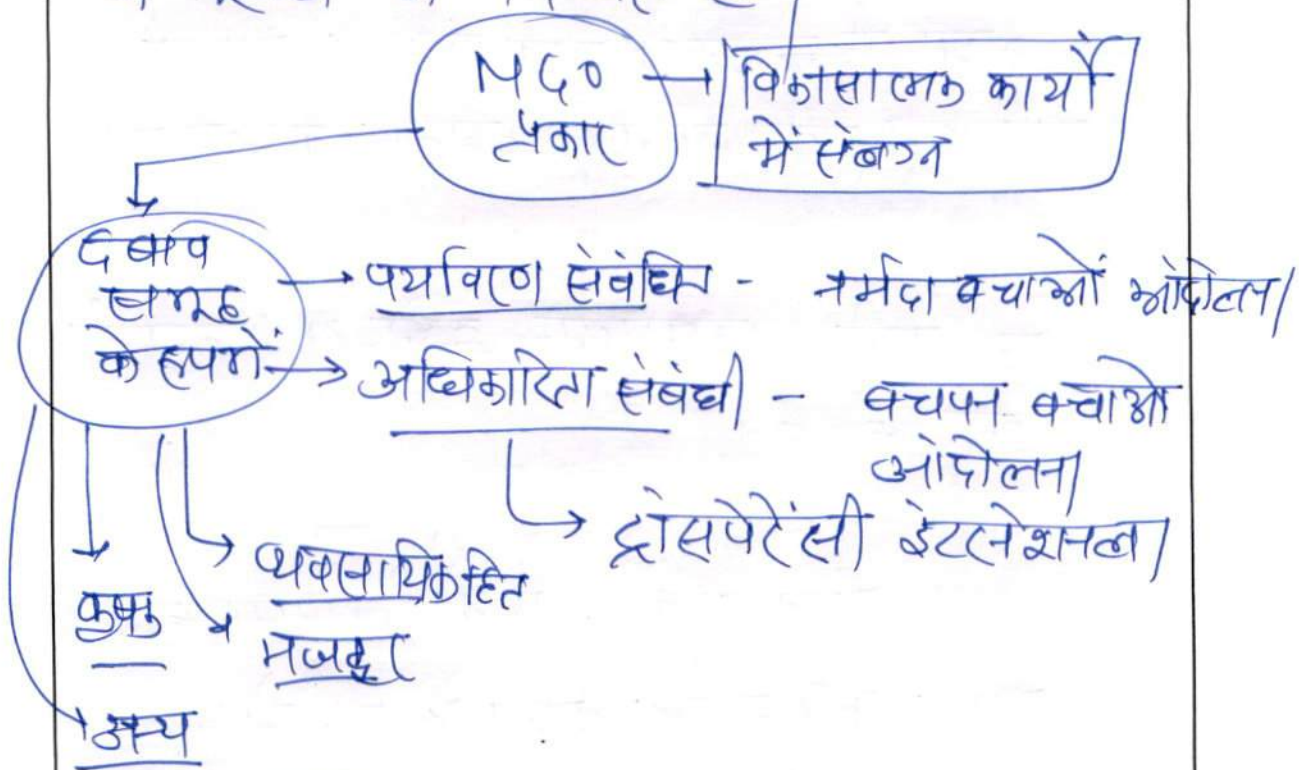 NGO
प्रकार
विकासात्मक कार्यों
में संलग्न
दबाव
समूह
के रूप में
पर्यावरण संबंधित - नर्मदा बचाओं आंदोलन।
अधिकारिता संबंधी - बचपन बचाओ
आंदोलन।
ट्रांसपेरेंसी इंटरनेशनल।
व्यवसायिक हित
कृषक
मजदूर
अन्य